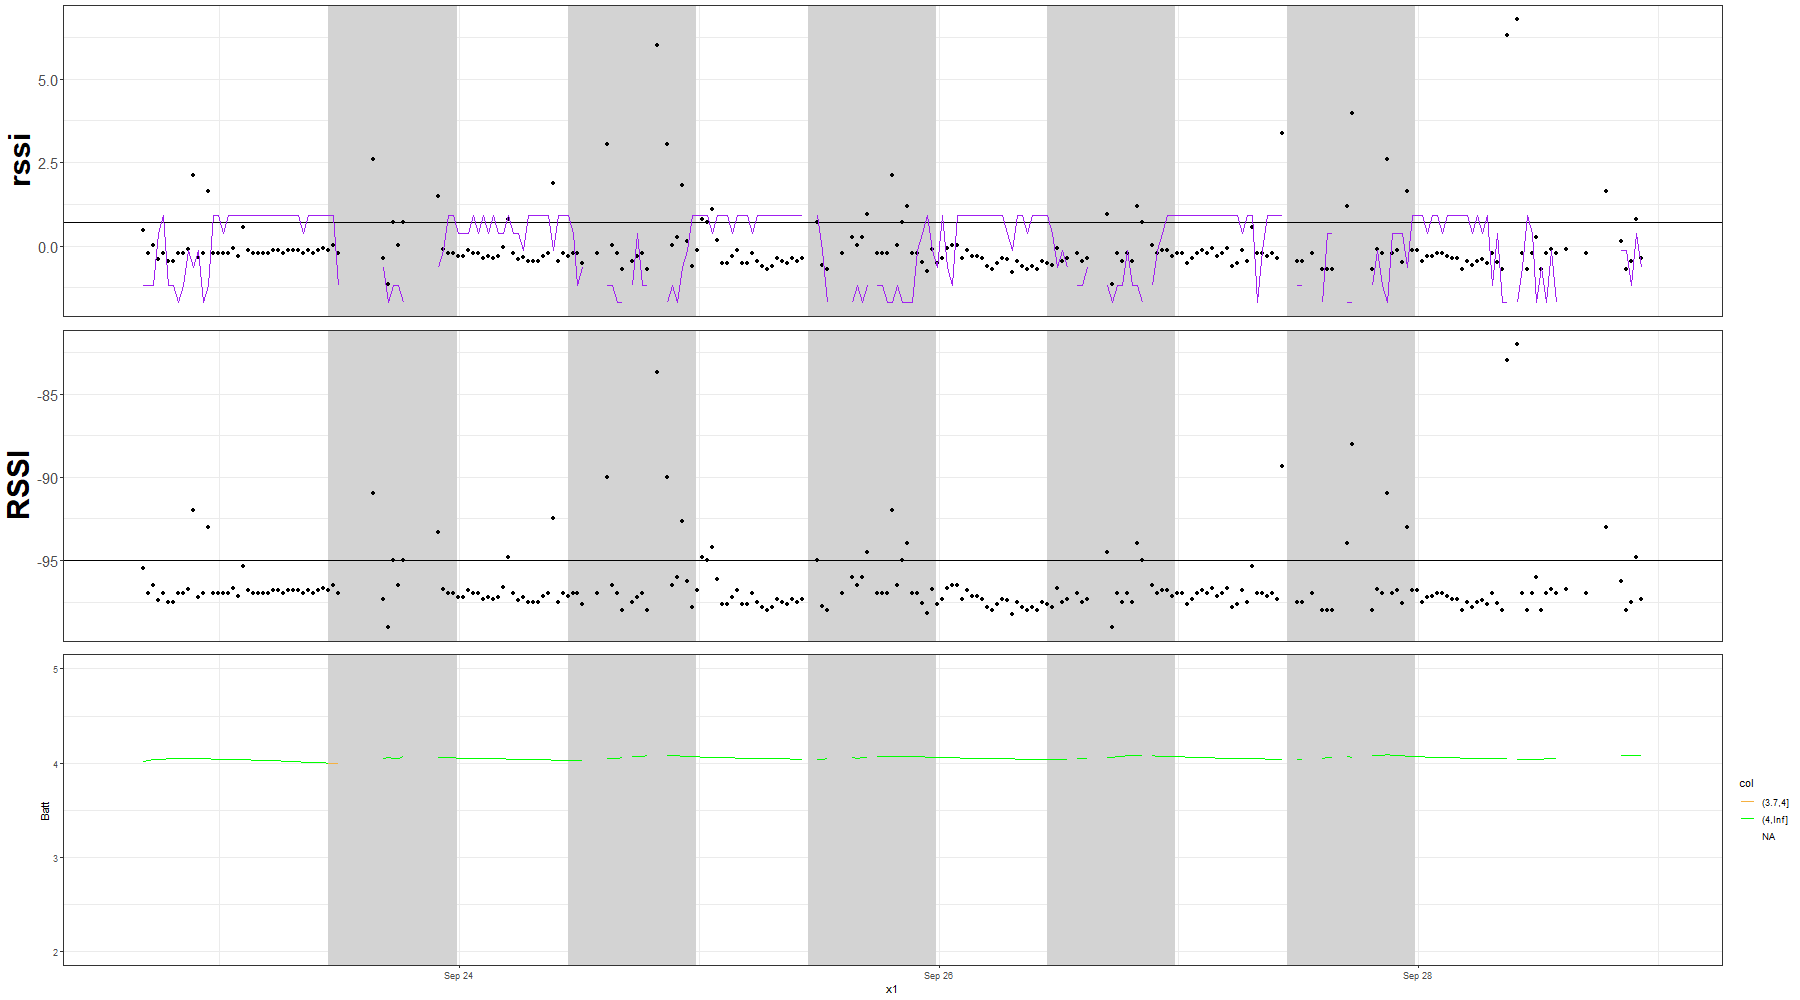 rssi
5.0
2.5
0.0
RSSI
-85
-90
-95
Batt
5
4
3
2
Sep 24
Sep 26
Sep 28
x1
col
(3.7,4]
(4,Inf]
NA